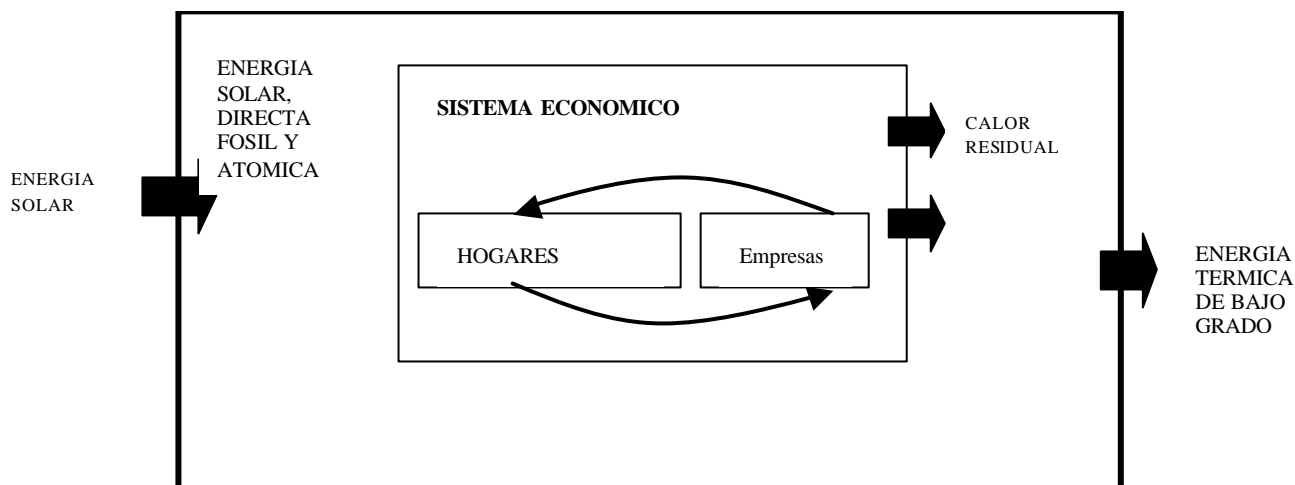 ENERGIA
SOLAR
ENERGIA
SOLAR,
DIRECTA
FOSIL Y
ATOMICA
SISTEMA ECONOMICO
HOGARES
Empresas
CALOR
RESIDUAL
ENERGIA
TERMICA
DE BAJO
GRADO